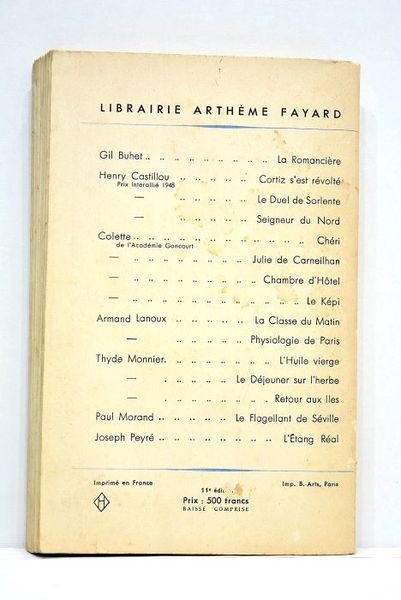 LIBRAIRIE ARTHÈME FAYARD
Gil Buhet .. .. .. .. .. .. .. .. La Romancière
Henry Castillou .. .. .. .. .. Cortiz s'est révolté
Prix Interallié 1948
— .. .. .. .. .. Le Duel de Sorlente
— .. .. .. .. .. Seigneur du Nord
Colette .. .. .. .. .. .. .. .. .. .. .. Chéri
de l'Académie Goncourt
— .. .. .. .. .. .. .. Julie de Carneilhan
— .. .. .. .. .. .. .. Chambre d'Hôtel
— .. .. .. .. .. .. .. .. .. .. Le Képi
Armand Lanoux .. .. .. .. .. La Classe du Matin
— .. .. .. .. .. Physiologie de Paris
Thyde Monnier. .. .. .. .. .. .. L'Huile vierge
— .. .. .. .. Le Déjeuner sur l'herbe
— .. .. .. .. .. .. Retour aux Iles
Paul Morand .. .. .. .. .. Le Flagellant de Séville
Joseph Peyré .. .. .. .. .. .. .. L'Étang Réal
Imprimé en France
Imp. B. Arts, Paris
H
11e édi
Prix : 500 francs
BAISSE COMPRISE